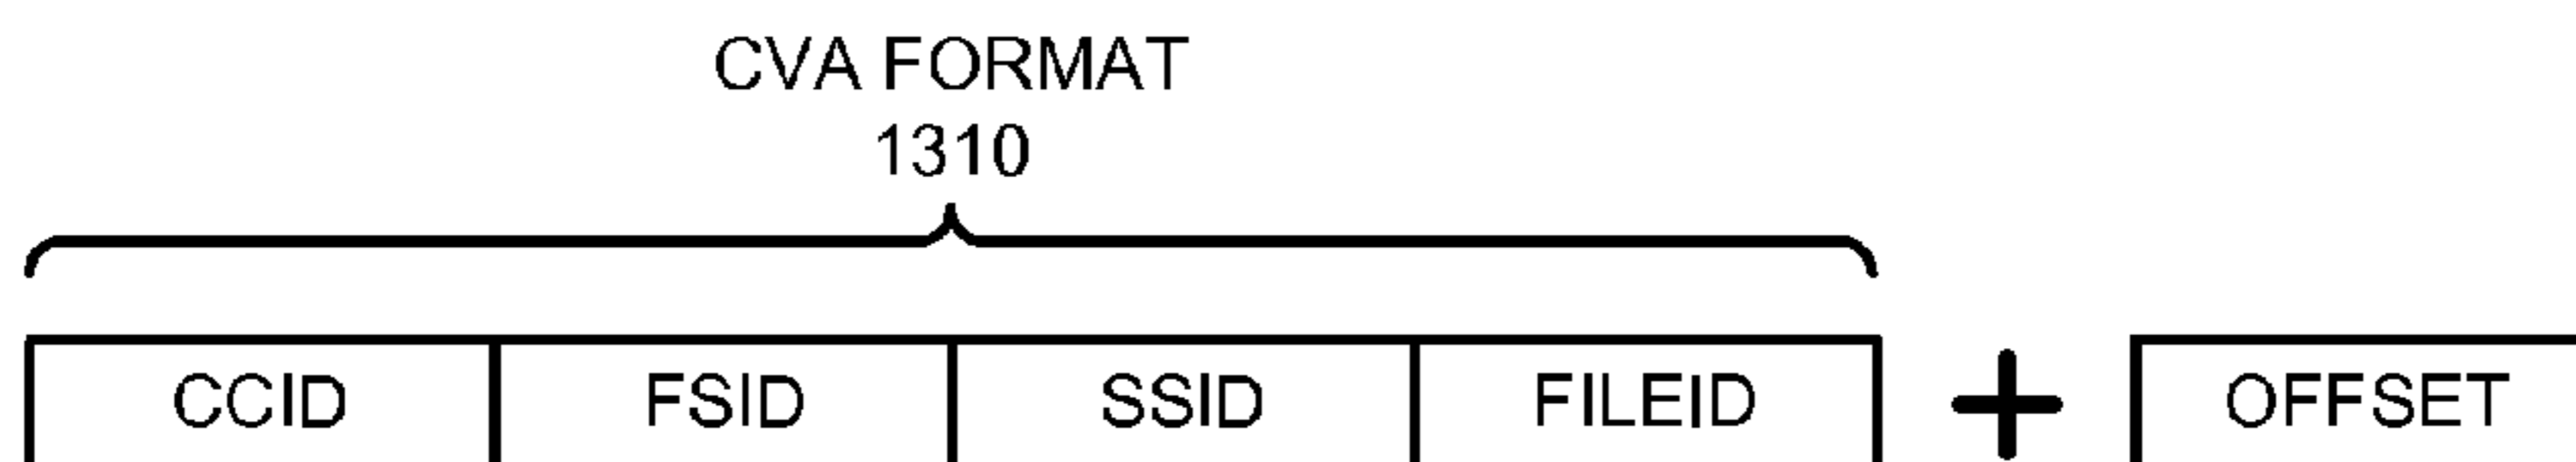 CVA FORMAT
1310
CCID FSID SSID FILEID + OFFSET